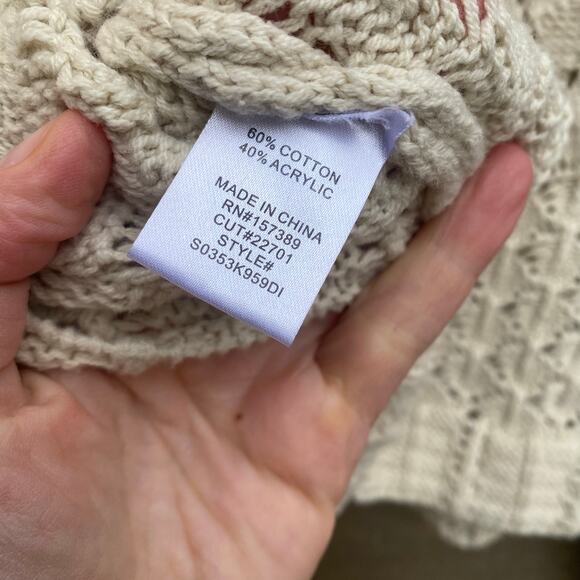 60% COTTON
40% ACRYLIC
MADE IN CHINA
RN#157389
CUT#22701
STYLE#
S0353K959DI